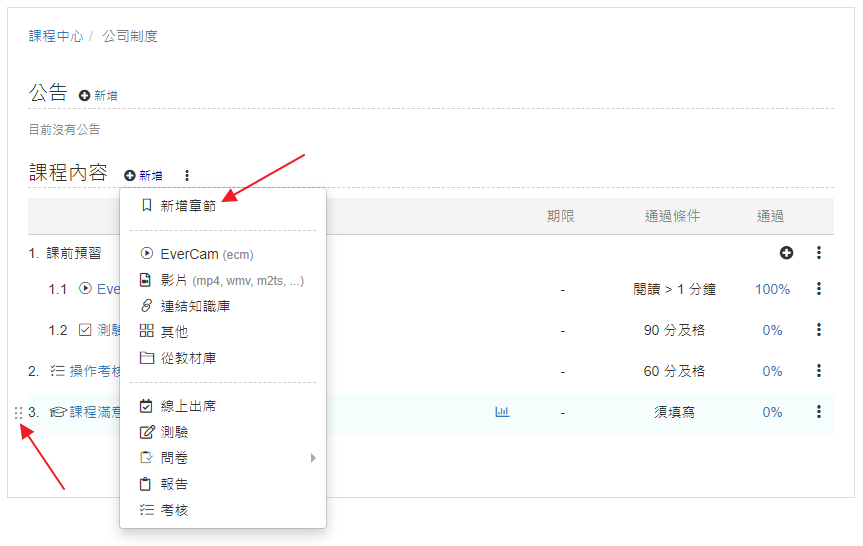 課程中心 / 公司制度
公告 新增
目前沒有公告
課程內容 新增
新增章節
期限 通過條件 通過
EverCam (ecm)
影片 (mp4, wmv, m2ts, ...)
連結知識庫
其他
從教材庫
線上出席
測驗
問卷
報告
考核
1. 課前預習
1.1 Eve - 閱讀 > 1 分鐘 100%
1.2 測驗 - 90 分及格 0%
2. 操作考核 - 60 分及格 0%
3. 課程滿意 - 須填寫 0%